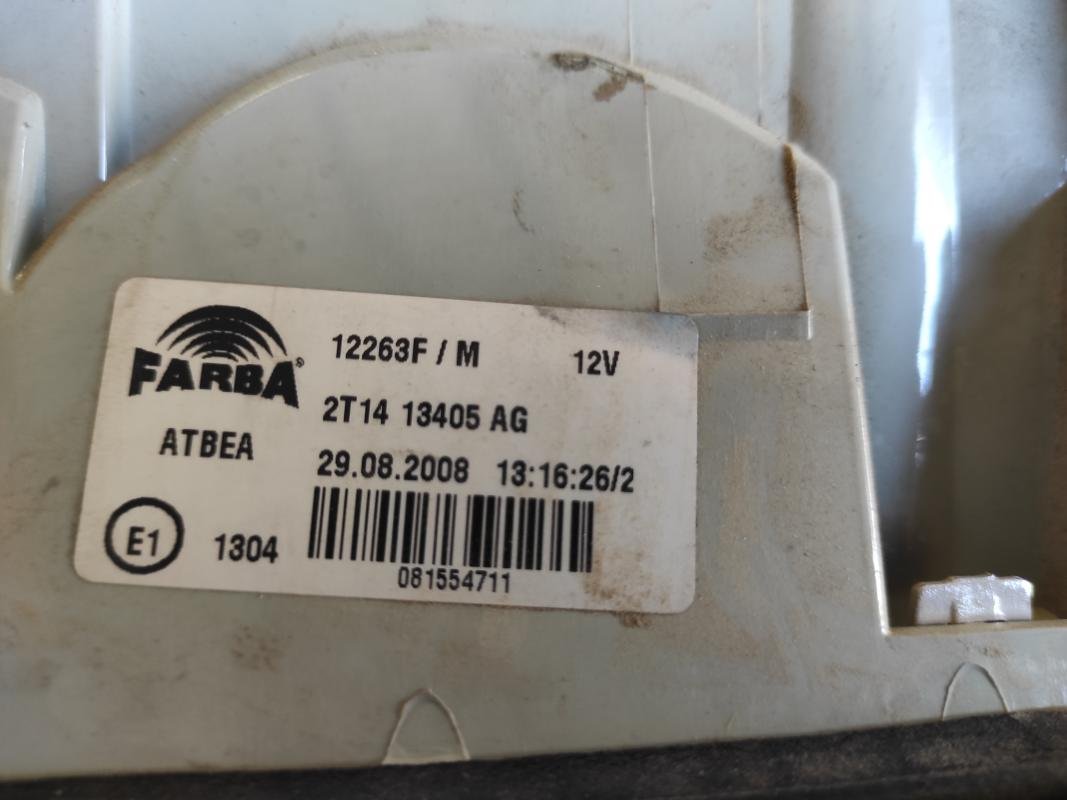 FARBA®
ATBEA
12263F / M 12V
2T14 13405 AG
29.08.2008 13:16:26/2
E1 1304
081554711